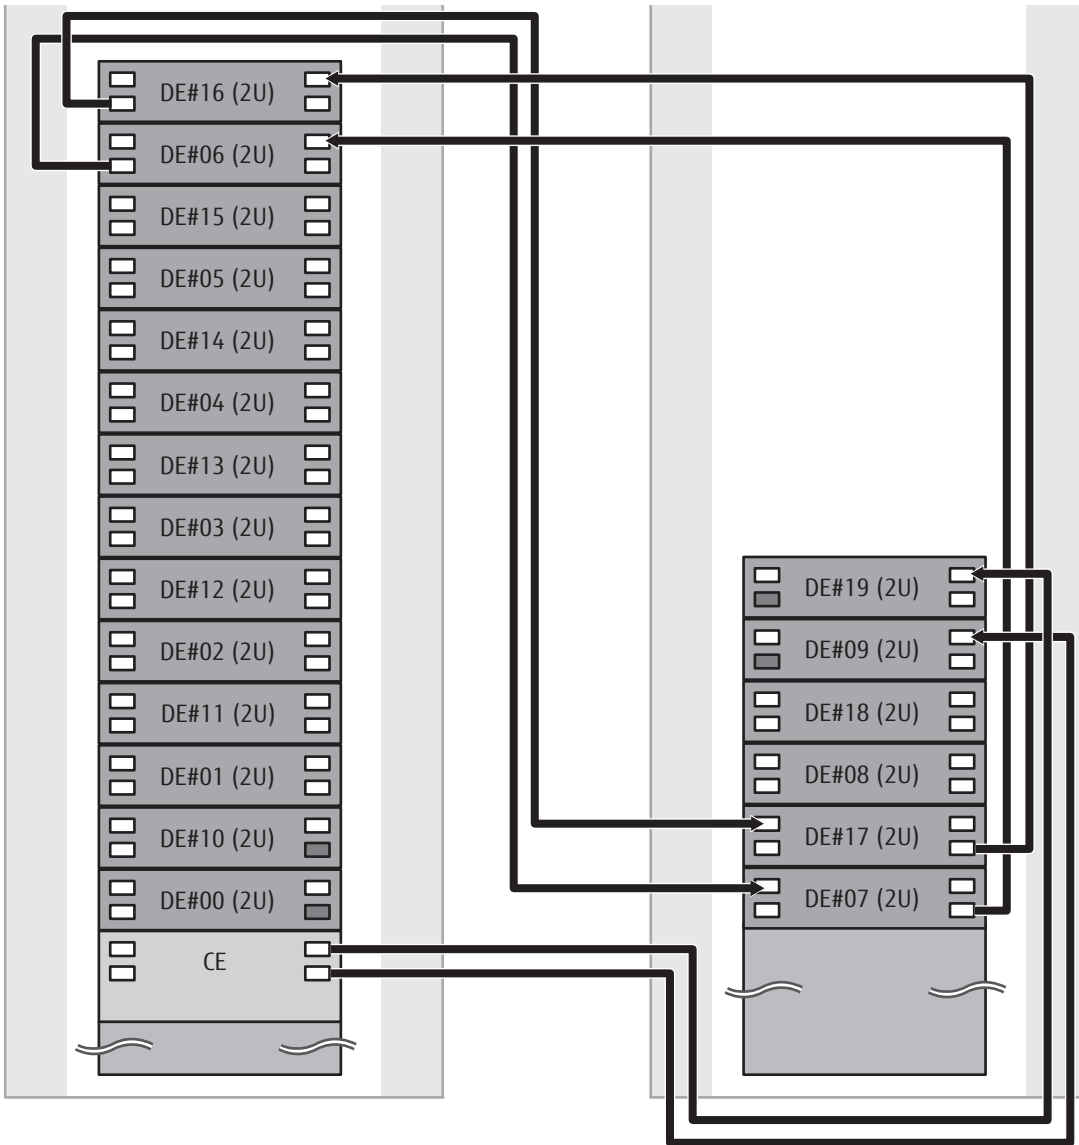 DE#16 (2U)
DE#06 (2U)
DE#15 (2U)
DE#05 (2U)
DE#14 (2U)
DE#04 (2U)
DE#13 (2U)
DE#03 (2U)
DE#12 (2U)
DE#02 (2U)
DE#11 (2U)
DE#01 (2U)
DE#10 (2U)
DE#00 (2U)
CE
DE#19 (2U)
DE#09 (2U)
DE#18 (2U)
DE#08 (2U)
DE#17 (2U)
DE#07 (2U)